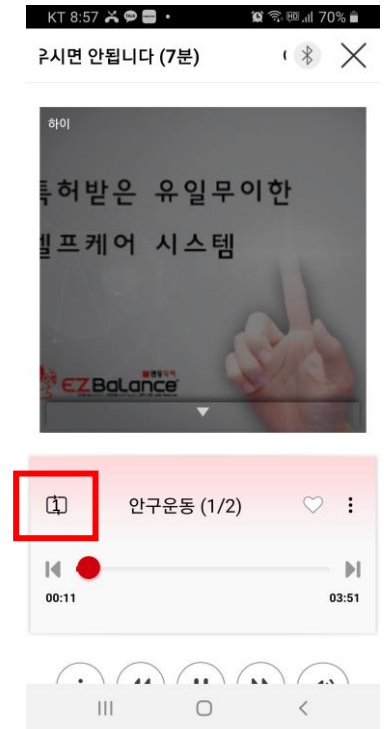 KT 8:57
70%
우시면 안됩니다 (7분)
하이
특허받은 유일무이한
셀프케어 시스템
EZBaLance
1
안구운동 (1/2)
00:11
03:51